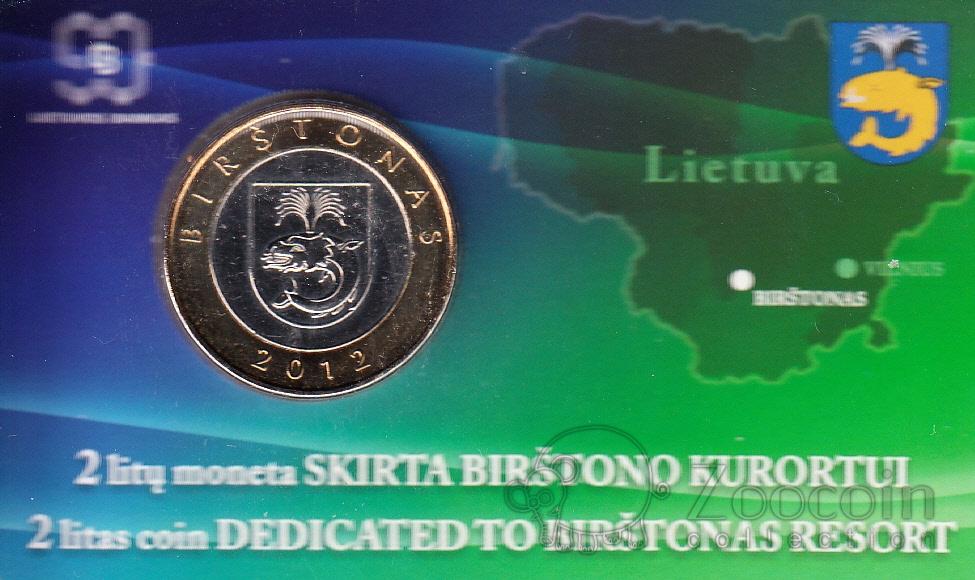 BIRŠTONAS
2012
Lietuva
VILNIUS
BIRŠTONAS
2 litų moneta SKIRTA BIRŠTONO KURORTUI
2 litas coin DEDICATED TO BIRŠTONAS RESORT
Zoocoin
collection